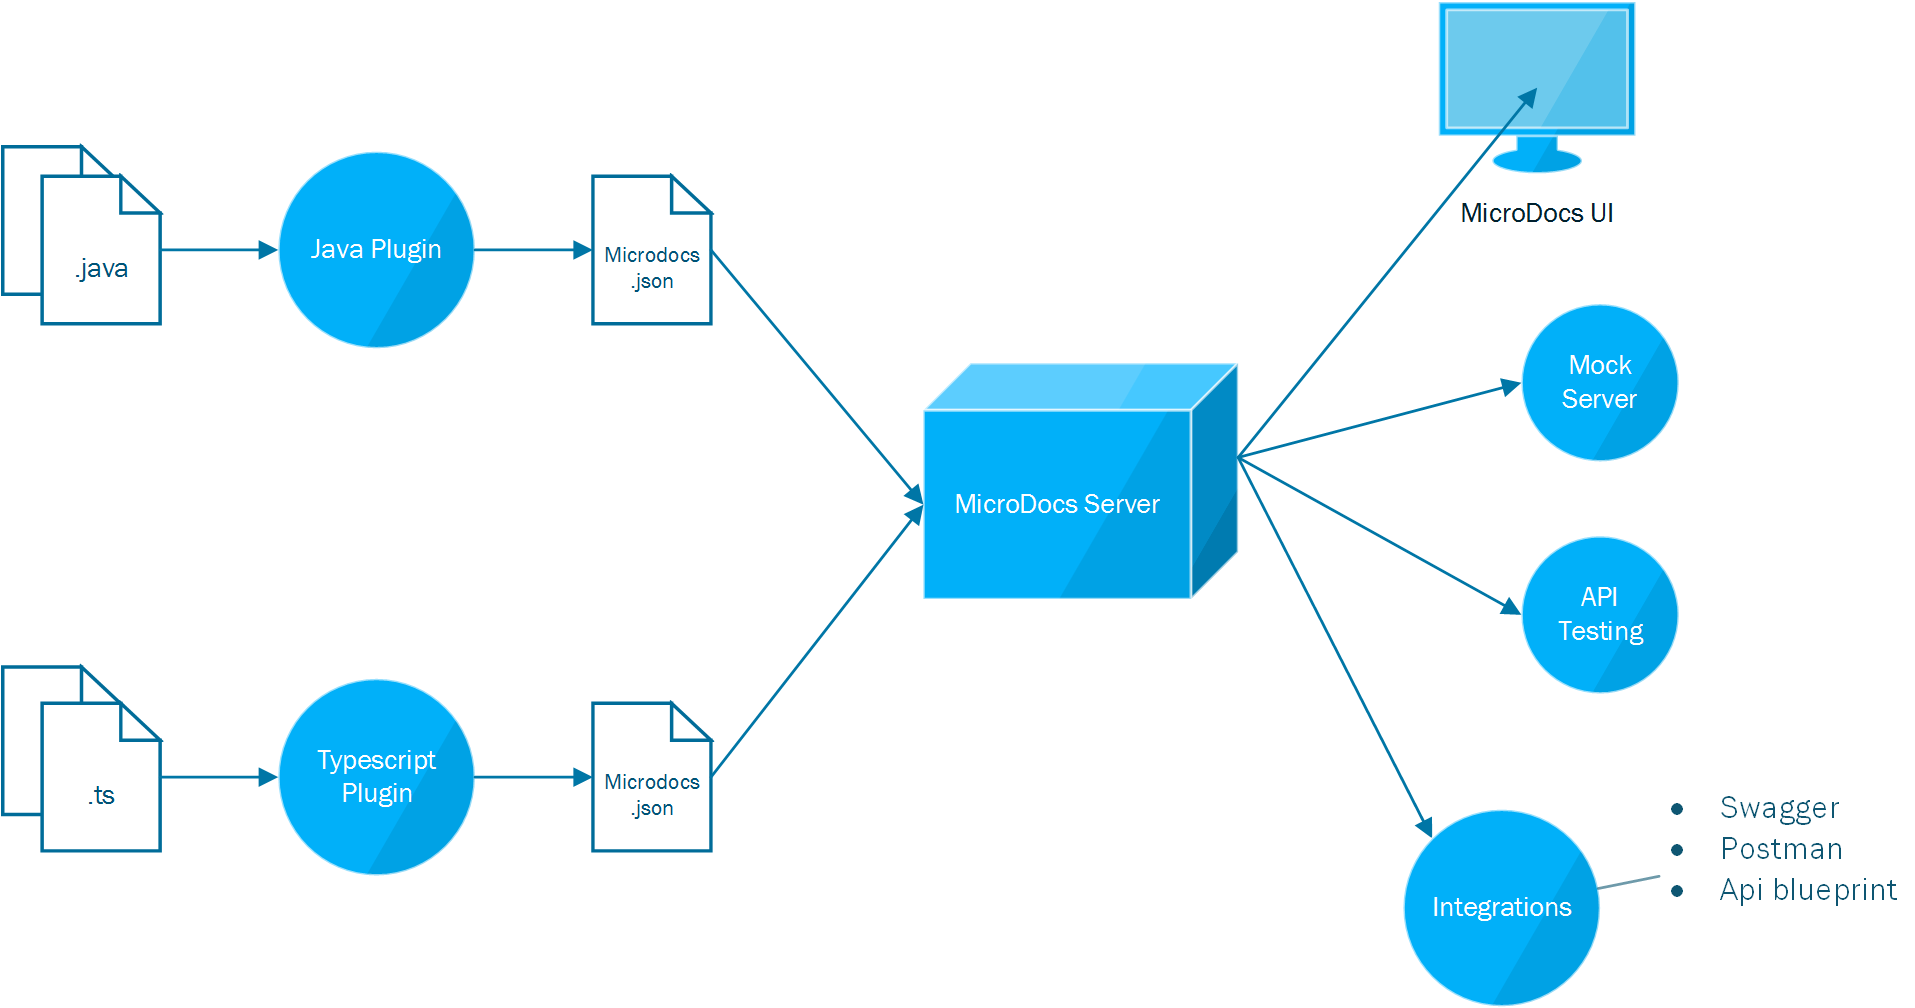 .java
Java Plugin
Microdocs
.json
.ts
Typescript
Plugin
Microdocs
.json
MicroDocs Server
MicroDocs UI
Mock
Server
API
Testing
Integrations
• Swagger
• Postman
• Api blueprint